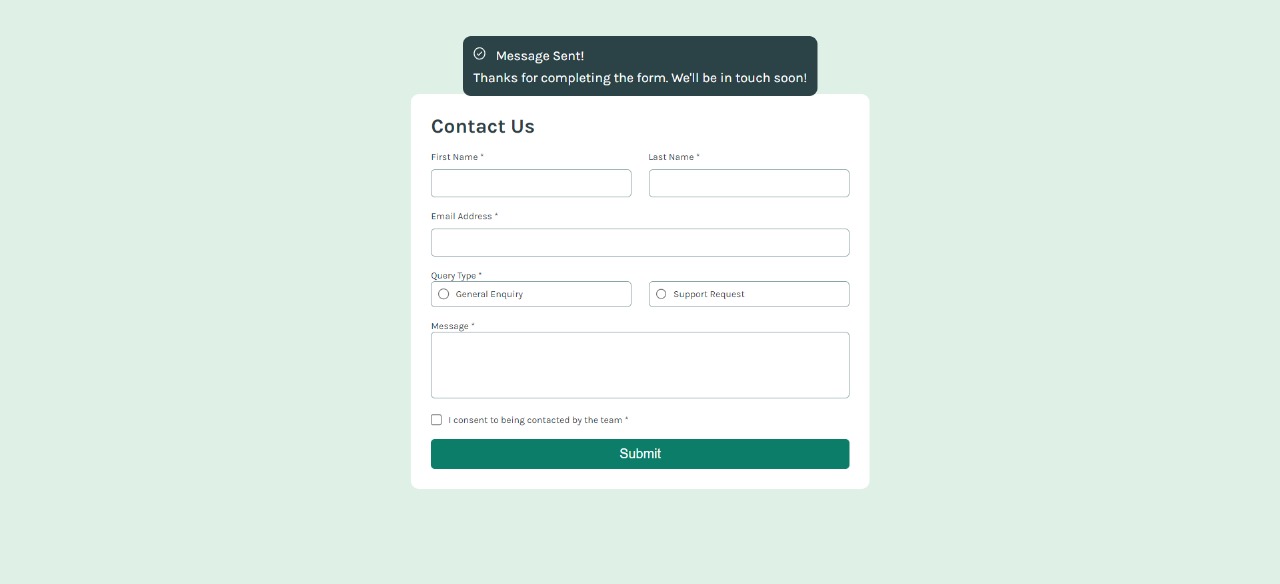 Message Sent!
Thanks for completing the form. We'll be in touch soon!
Contact Us
First Name * Last Name *
Email Address *
Query Type *
General Enquiry Support Request
Message *
I consent to being contacted by the team *
Submit